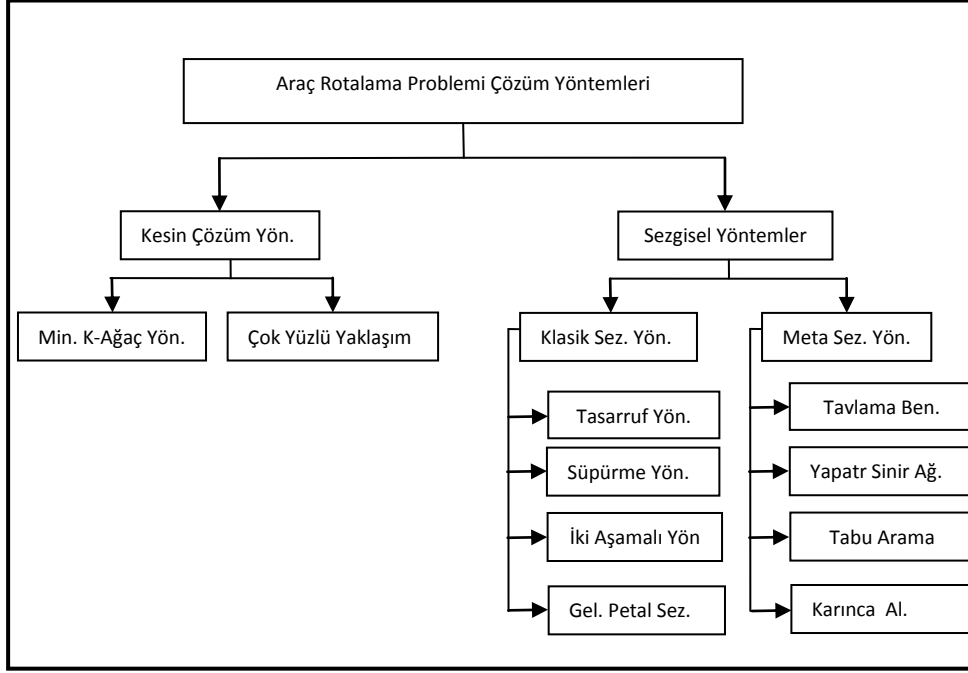 Araç Rotalama Problemi Çözüm Yöntemleri
Kesin Çözüm Yön.
Sezgisel Yöntemler
Min. K-Ağaç Yön.
Çok Yüzlü Yaklaşım
Klasik Sez. Yön.
Meta Sez. Yön.
Tasarruf Yön.
Süpürme Yön.
İki Aşamalı Yön
Gel. Petal Sez.
Tavlama Ben.
Yapatr Sinir Ağ.
Tabu Arama
Karınca Al.